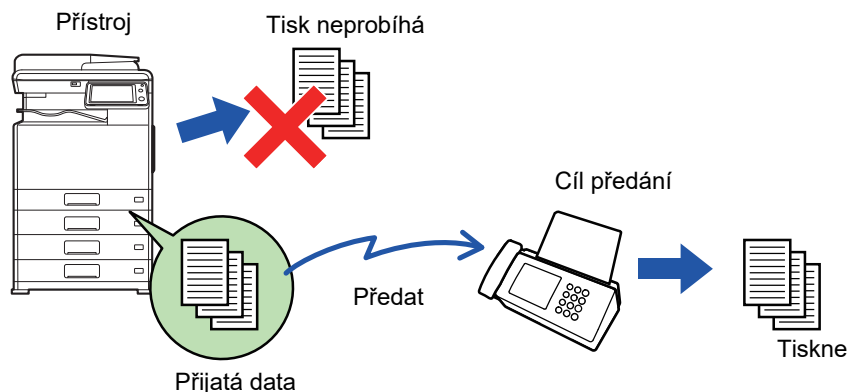 Přístroj
Tisk neprobíhá
Cíl předání
Předat
Tiskne
Přijatá data